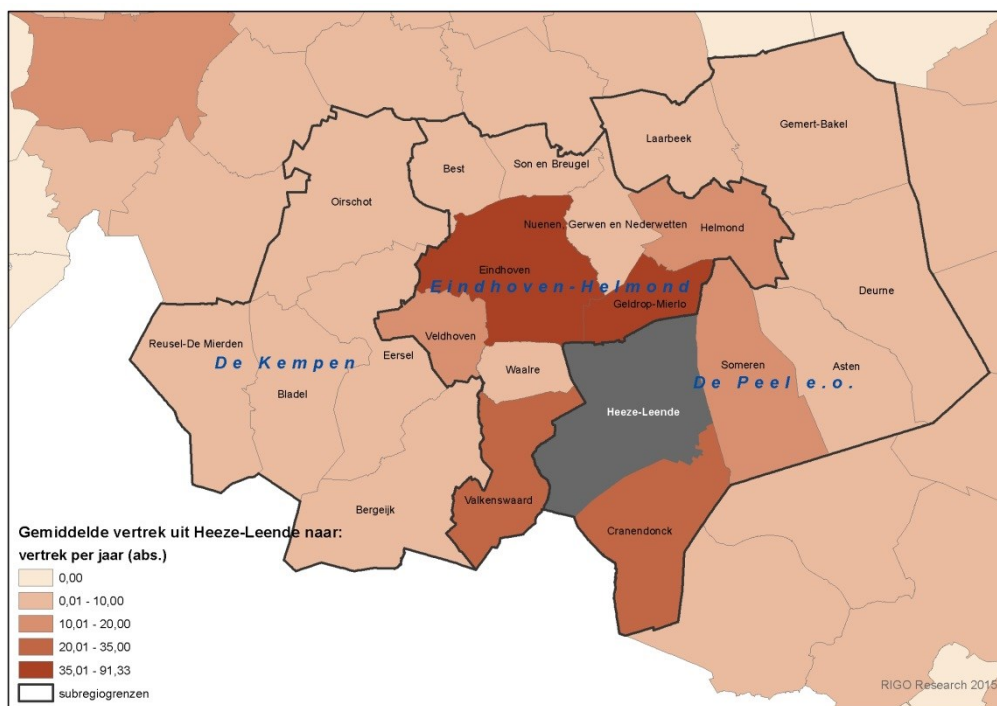 Gemert-Bakel
Laarbeek
Best
Son en Breugel
Oirschot
Nuenen, Gerwen en Nederwetten
Helmond
Eindhoven
Eindhoven-Helmond
Geldrop-Mierlo
Deurne
Veldhoven
Reusel-De Mierden
De Kempen
Eersel
Waalre
Someren
Asten
De Peel e.o.
Bladel
Heeze-Leende
Valkenswaard
Bergeijk
Cranendonck
Gemiddelde vertrek uit Heeze-Leende naar:
vertrek per jaar (abs.)
0,00
0,01 - 10,00
10,01 - 20,00
20,01 - 35,00
35,01 - 91,33
subregiogrenzen
RIGO Research 2015